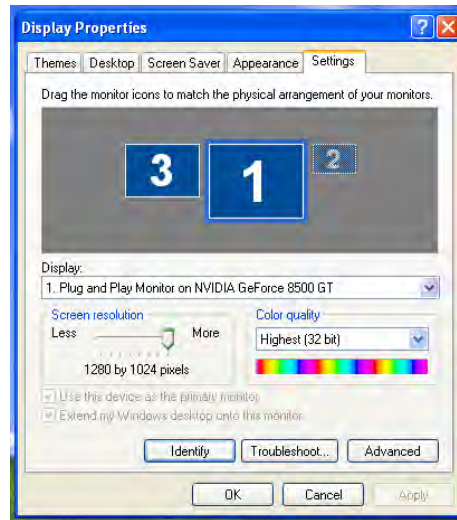 Display Properties
Themes Desktop Screen Saver Appearance Settings
Drag the monitor icons to match the physical arrangement of your monitors.
3 1 2
Display:
1. Plug and Play Monitor on NVIDIA GeForce 8500 GT
Screen resolution
Less More
1280 by 1024 pixels
Color quality
Highest (32 bit)
Use this device as the primary monitor
Extend my Windows desktop onto this monitor
Identify Troubleshoot... Advanced
OK Cancel Apply